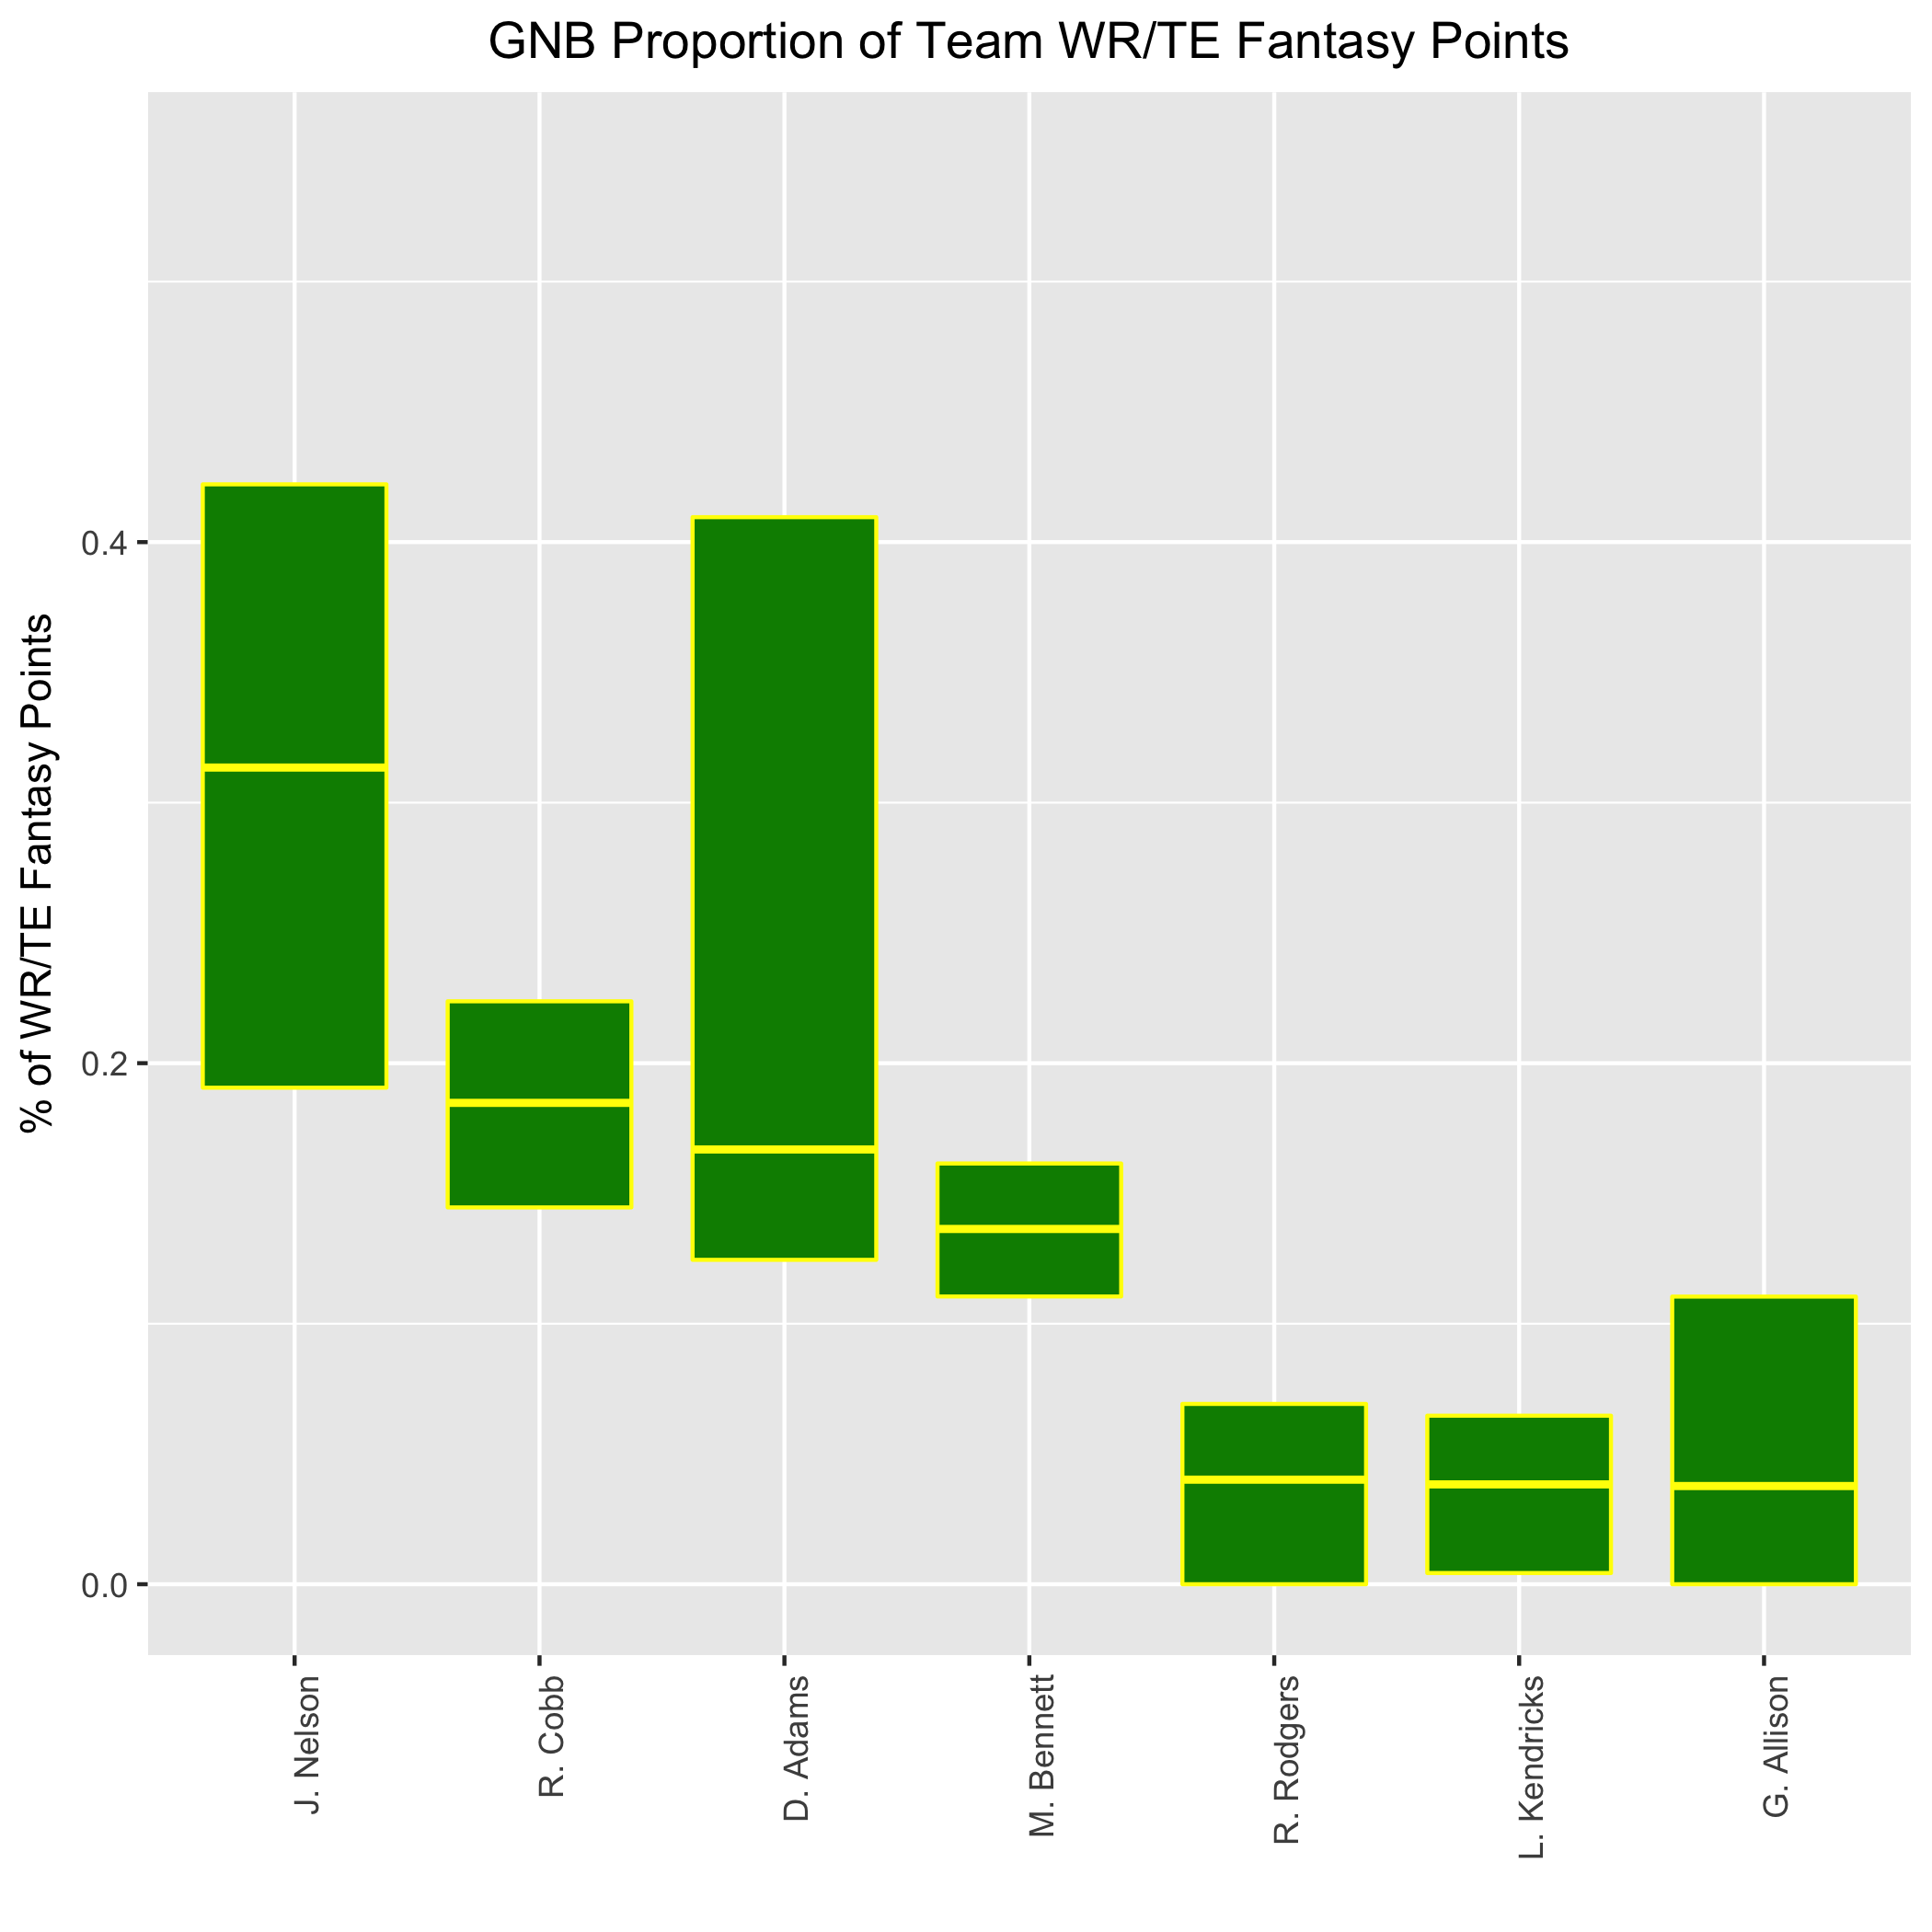 GNB Proportion of Team WR/TE Fantasy Points
% of WR/TE Fantasy Points
0.4
0.2
0.0
J. Nelson
R. Cobb
D. Adams
M. Bennett
R. Rodgers
L. Kendricks
G. Allison